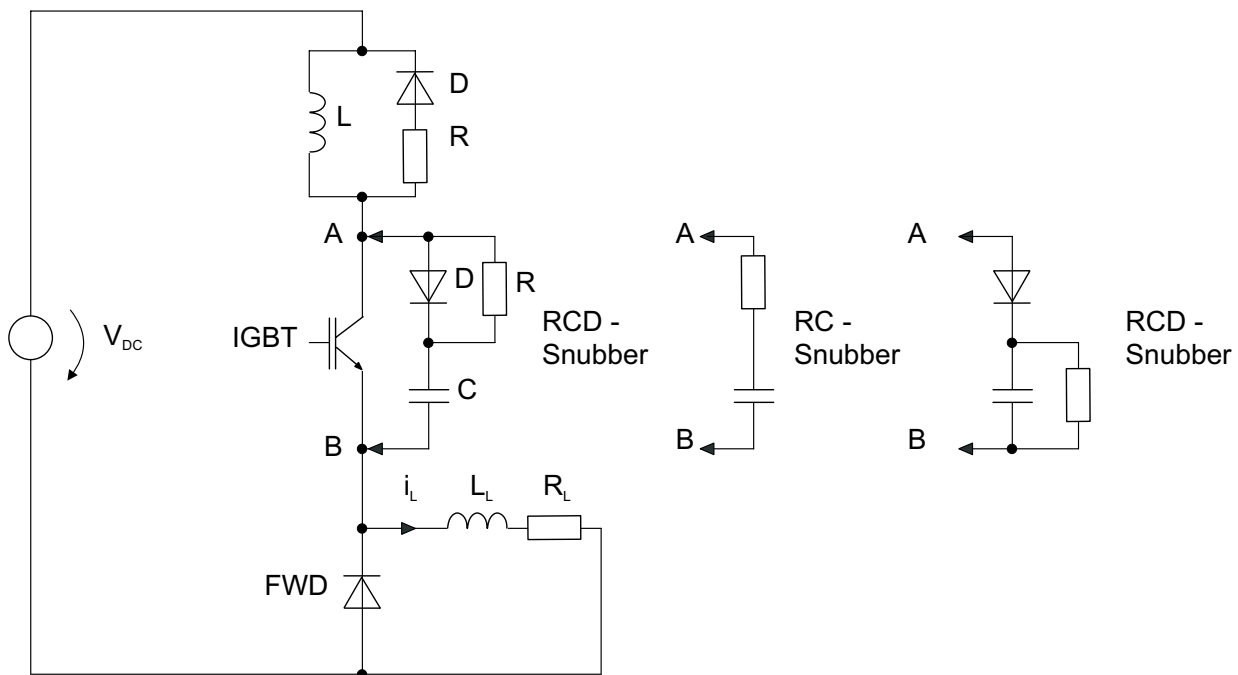 D
L
R
A
D
R
IGBT
C
B
RCD -
Snubber
A
B
RC -
Snubber
A
B
RCD -
Snubber
V_DC
i_L
L_L
R_L
FWD